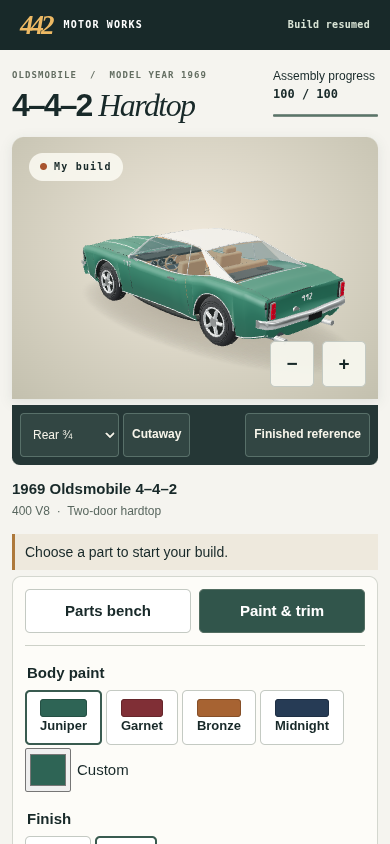 442 MOTOR WORKS
Build resumed
OLDSMOBILE / MODEL YEAR 1969
4–4–2 Hardtop
Assembly progress
100 / 100
My build
442
− +
Rear ¾ Cutaway Finished reference
1969 Oldsmobile 4–4–2
400 V8 · Two-door hardtop
Choose a part to start your build.
Parts bench Paint & trim
Body paint
Juniper Garnet Bronze Midnight
Custom
Finish